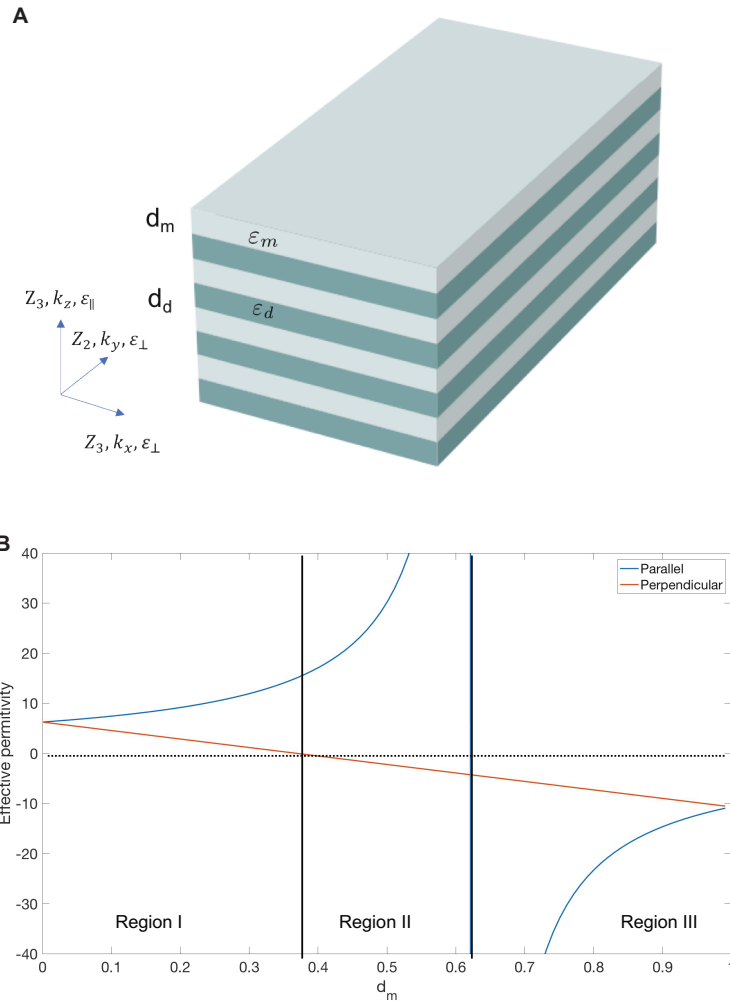 A
d_m
ε_m
d_d
ε_d
Z_3, k_z, ε_∥
Z_2, k_y, ε_⊥
Z_3, k_x, ε_⊥
B
40
30
20
10
0
-10
-20
-30
-40
Effective permitivity
Parallel
Perpendicular
Region I
Region II
Region III
0
0.1
0.2
0.3
0.4
0.5
0.6
0.7
0.8
0.9
d_m